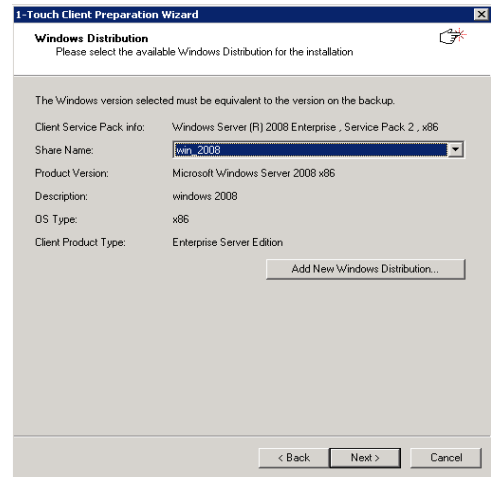 1-Touch Client Preparation Wizard
Windows Distribution
Please select the available Windows Distribution for the installation
The Windows version selected must be equivalent to the version on the backup.
Client Service Pack info: Windows Server (R) 2008 Enterprise , Service Pack 2 , x86
Share Name: win_2008
Product Version: Microsoft Windows Server 2008 x86
Description: windows 2008
OS Type: x86
Client Product Type: Enterprise Server Edition
Add New Windows Distribution...
< Back Next > Cancel